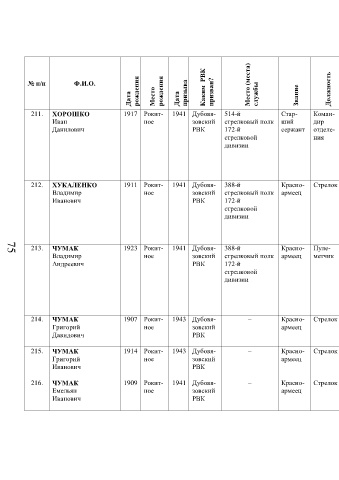 № п/п
Ф.И.О.
Дата рождения
Место рождения
Дата призыва
Каким РВК призван?
Место (места) службы
Звание
Должность
211. ХОРОШКО 1917 Рокит- 1941 Дубовя- 514-й Стар- Коман-
Иван ное зовский стрелковый полк ший дир
Данилович РВК 172-й сержант отделе-
стрелковой ния
дивизии
212. ХУКАЛЕНКО 1911 Рокит- 1941 Дубовя- 388-й Красно- Стрелок
Владимир ное зовский стрелковый полк армеец
Иванович РВК 172-й
стрелковой
дивизии
213. ЧУМАК 1923 Рокит- 1941 Дубовя- 388-й Красно- Пуле-
Владимир ное зовский стрелковый полк армеец метчик
Андреевич РВК 172-й
стрелковой
дивизии
214. ЧУМАК 1907 Рокит- 1943 Дубовя- – Красно- Стрелок
Григорий ное зовский армеец
Давидович РВК
215. ЧУМАК 1914 Рокит- 1943 Дубовя- – Красно- Стрелок
Григорий ное зовский армеец
Иванович РВК
216. ЧУМАК 1909 Рокит- 1941 Дубовя- – Красно- Стрелок
Емельян ное зовский армеец
Иванович РВК
75